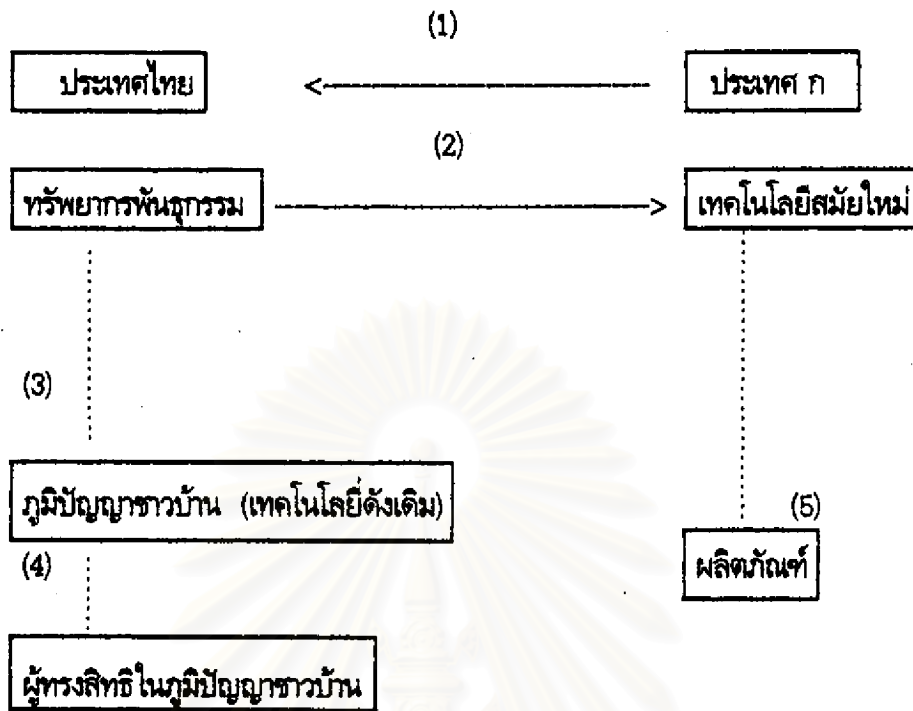 (1)
ประเทศไทย ประเทศ ก
(2)
ทรัพยากรพันธุกรรม เทคโนโลยีสมัยใหม่
(3)
ภูมิปัญญาชาวบ้าน (เทคโนโลยี่ดังเดิม) (5)
(4) ผลิตภัณฑ์
ผู้ทรงสิทธิในภูมิปัญญาชาวบ้าน